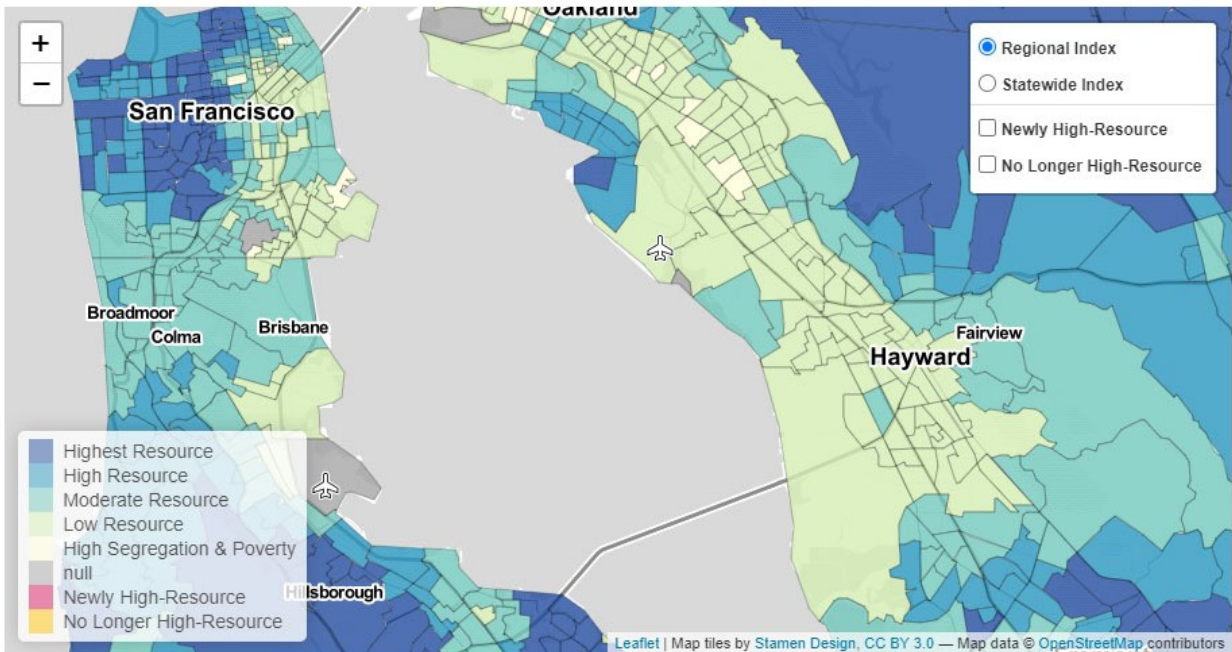 Oakland
+
−
Regional Index
Statewide Index
Newly High-Resource
No Longer High-Resource
San Francisco
Broadmoor
Colma
Brisbane
Fairview
Hayward
Highest Resource
High Resource
Moderate Resource
Low Resource
High Segregation & Poverty
null
Newly High-Resource
No Longer High-Resource
Hillsborough
Leaflet | Map tiles by Stamen Design, CC BY 3.0 — Map data © OpenStreetMap contributors